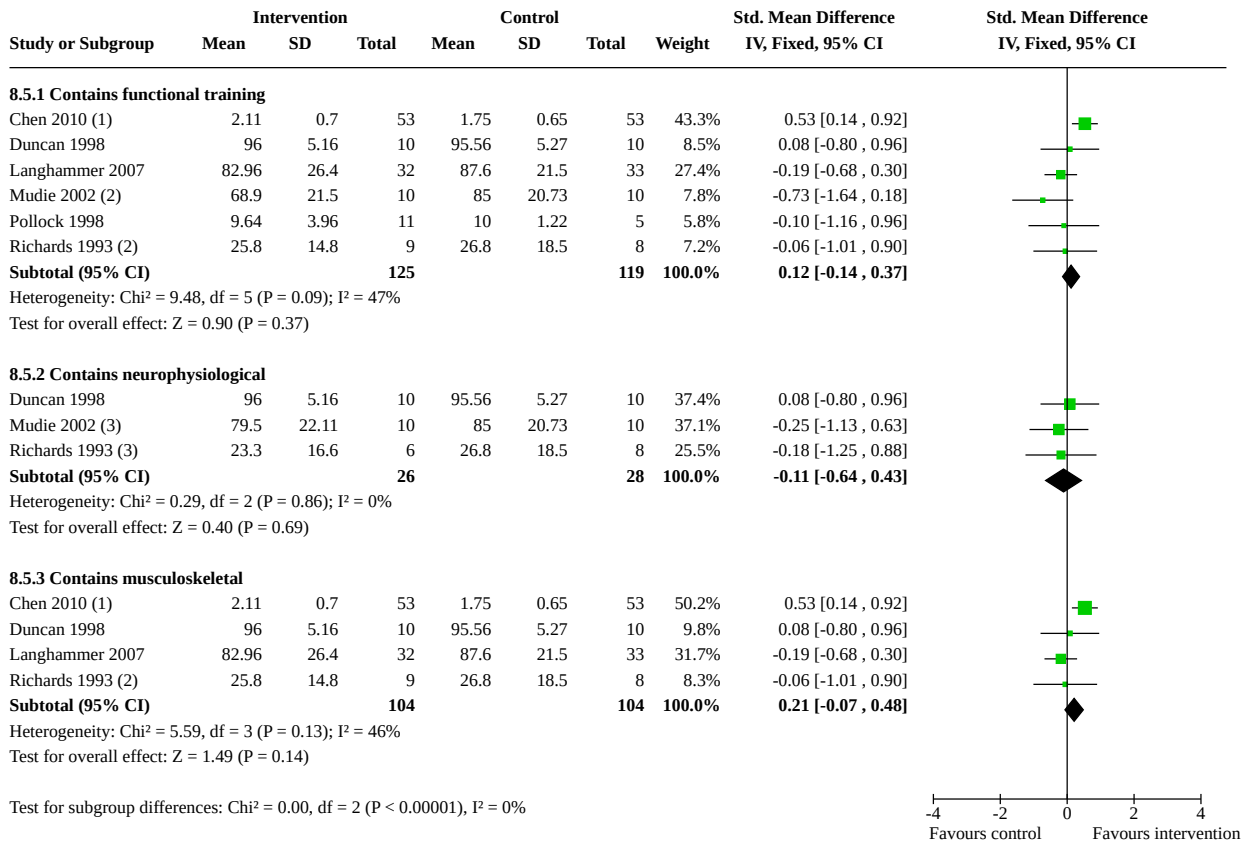 Intervention Control Std. Mean Difference Std. Mean Difference
Study or Subgroup Mean SD Total Mean SD Total Weight IV, Fixed, 95% CI IV, Fixed, 95% CI
8.5.1 Contains functional training
Chen 2010 (1) 2.11 0.7 53 1.75 0.65 53 43.3% 0.53 [0.14 , 0.92]
Duncan 1998 96 5.16 10 95.56 5.27 10 8.5% 0.08 [-0.80 , 0.96]
Langhammer 2007 82.96 26.4 32 87.6 21.5 33 27.4% -0.19 [-0.68 , 0.30]
Mudie 2002 (2) 68.9 21.5 10 85 20.73 10 7.8% -0.73 [-1.64 , 0.18]
Pollock 1998 9.64 3.96 11 10 1.22 5 5.8% -0.10 [-1.16 , 0.96]
Richards 1993 (2) 25.8 14.8 9 26.8 18.5 8 7.2% -0.06 [-1.01 , 0.90]
Subtotal (95% CI) 125 119 100.0% 0.12 [-0.14 , 0.37]
Heterogeneity: Chi² = 9.48, df = 5 (P = 0.09); I² = 47%
Test for overall effect: Z = 0.90 (P = 0.37)
8.5.2 Contains neurophysiological
Duncan 1998 96 5.16 10 95.56 5.27 10 37.4% 0.08 [-0.80 , 0.96]
Mudie 2002 (3) 79.5 22.11 10 85 20.73 10 37.1% -0.25 [-1.13 , 0.63]
Richards 1993 (3) 23.3 16.6 6 26.8 18.5 8 25.5% -0.18 [-1.25 , 0.88]
Subtotal (95% CI) 26 28 100.0% -0.11 [-0.64 , 0.43]
Heterogeneity: Chi² = 0.29, df = 2 (P = 0.86); I² = 0%
Test for overall effect: Z = 0.40 (P = 0.69)
8.5.3 Contains musculoskeletal
Chen 2010 (1) 2.11 0.7 53 1.75 0.65 53 50.2% 0.53 [0.14 , 0.92]
Duncan 1998 96 5.16 10 95.56 5.27 10 9.8% 0.08 [-0.80 , 0.96]
Langhammer 2007 82.96 26.4 32 87.6 21.5 33 31.7% -0.19 [-0.68 , 0.30]
Richards 1993 (2) 25.8 14.8 9 26.8 18.5 8 8.3% -0.06 [-1.01 , 0.90]
Subtotal (95% CI) 104 104 100.0% 0.21 [-0.07 , 0.48]
Heterogeneity: Chi² = 5.59, df = 3 (P = 0.13); I² = 46%
Test for overall effect: Z = 1.49 (P = 0.14)
Test for subgroup differences: Chi² = 0.00, df = 2 (P < 0.00001), I² = 0%
-4 -2 0 2 4
Favours control Favours intervention